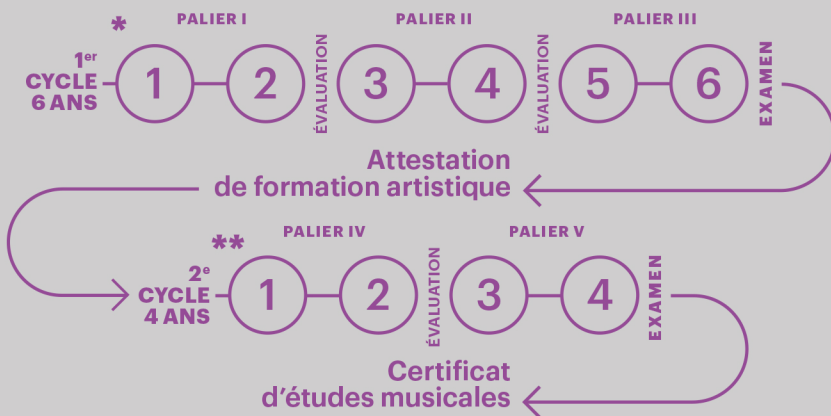 *
PALIER I
PALIER II
PALIER III
1er
CYCLE
6 ANS
1
2
ÉVALUATION
3
4
ÉVALUATION
5
6
EXAMEN
Attestation
de formation artistique
**
PALIER IV
PALIER V
2e
CYCLE
4 ANS
1
2
ÉVALUATION
3
4
EXAMEN
Certificat
d'études musicales